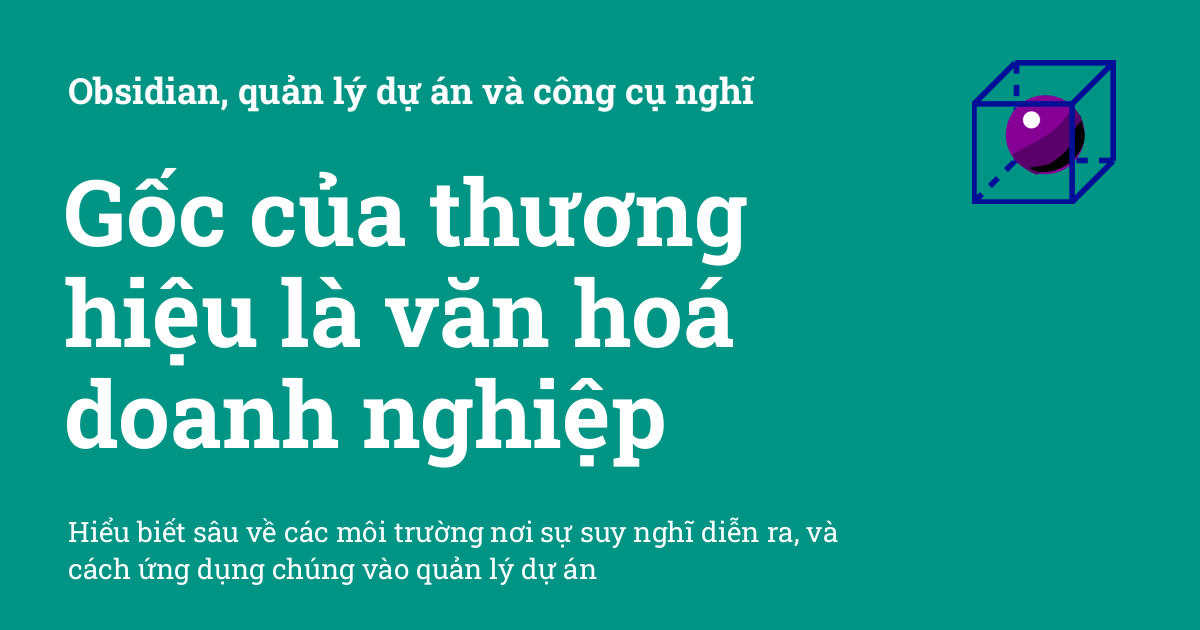 Obsidian, quản lý dự án và công cụ nghĩ
Gốc của thương
hiệu là văn hoá
doanh nghiệp
Hiểu biết sâu về các môi trường nơi sự suy nghĩ diễn ra, và
cách ứng dụng chúng vào quản lý dự án